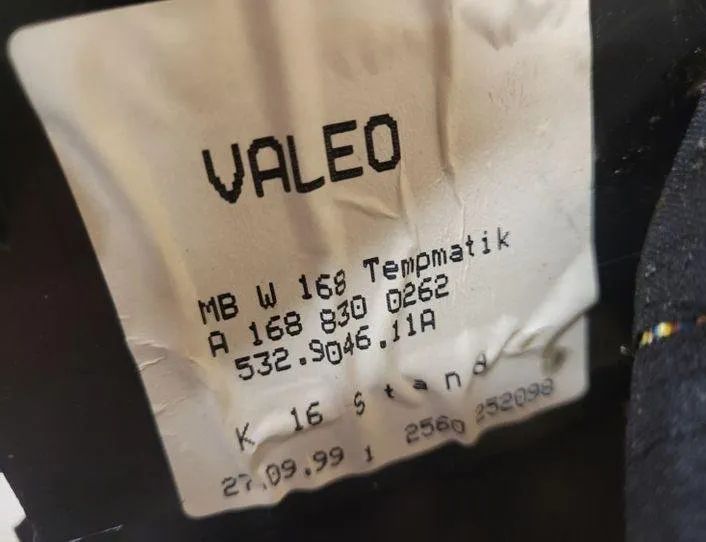 VALEO
MB W 168 Tempmatik
A 168 830 0262
532.9046.11A
K 16 Stand
27.09.99 1 2560 252098